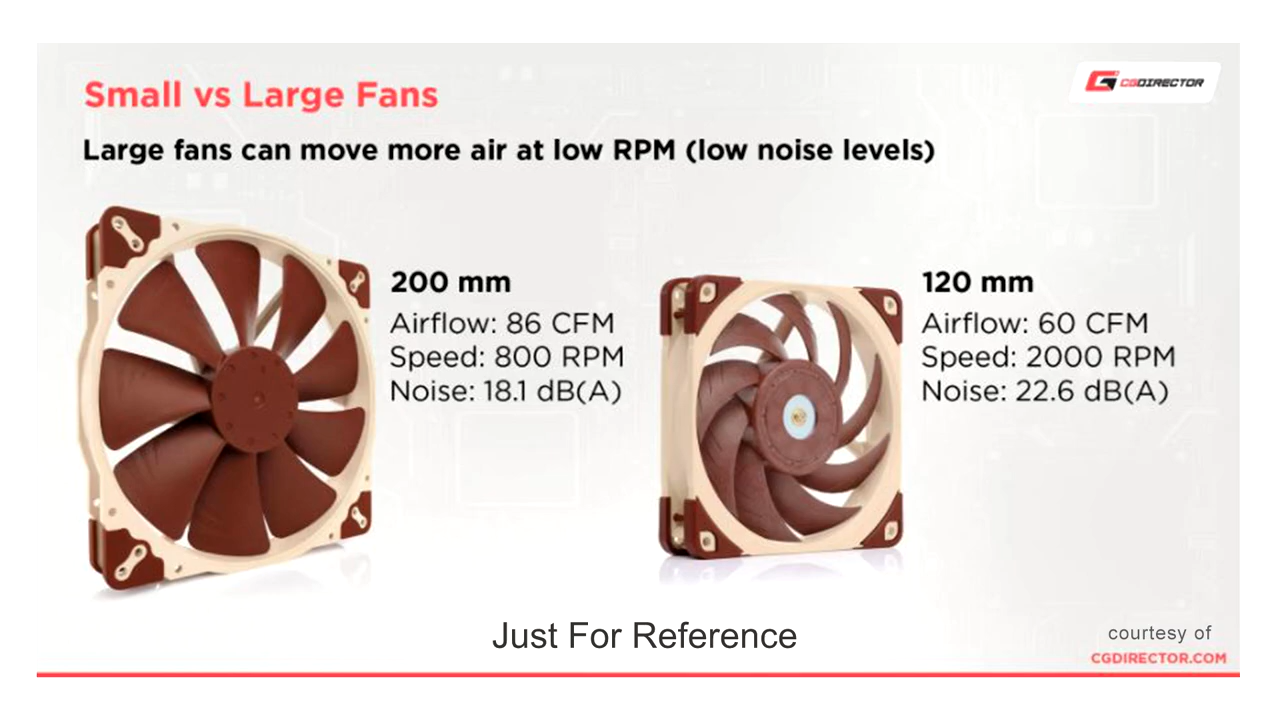 CGDIRECTOR
Small vs Large Fans
Large fans can move more air at low RPM (low noise levels)
200 mm
Airflow: 86 CFM
Speed: 800 RPM
Noise: 18.1 dB(A)
120 mm
Airflow: 60 CFM
Speed: 2000 RPM
Noise: 22.6 dB(A)
Just For Reference
courtesy of
CGDIRECTOR.COM